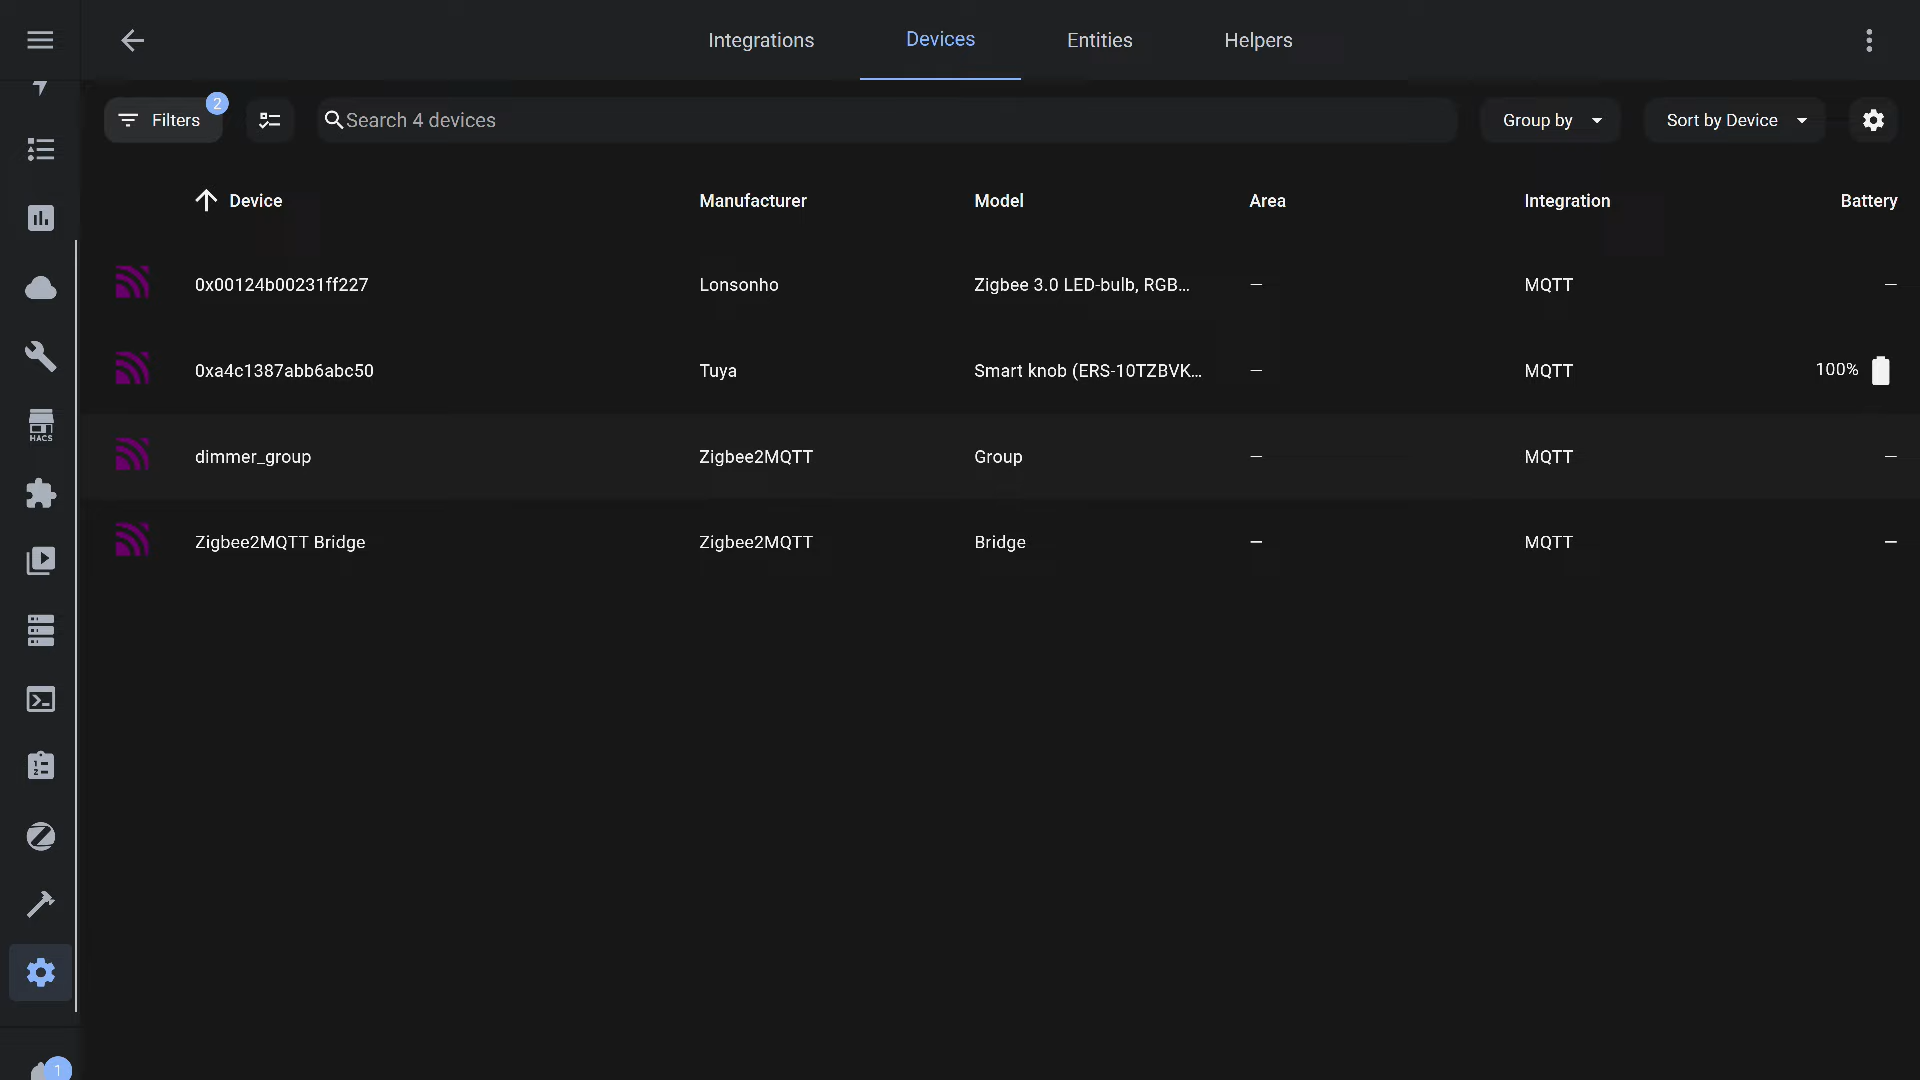 Integrations
Devices
Entities
Helpers
Filters
2
Search 4 devices
Group by
Sort by Device
Device
Manufacturer
Model
Area
Integration
Battery
0x00124b00231ff227
Lonsonho
Zigbee 3.0 LED-bulb, RGB...
—
MQTT
—
0xa4c1387abb6abc50
Tuya
Smart knob (ERS-10TZBVK...
—
MQTT
100%
dimmer_group
Zigbee2MQTT
Group
—
MQTT
—
Zigbee2MQTT Bridge
Zigbee2MQTT
Bridge
—
MQTT
—
HACS
1